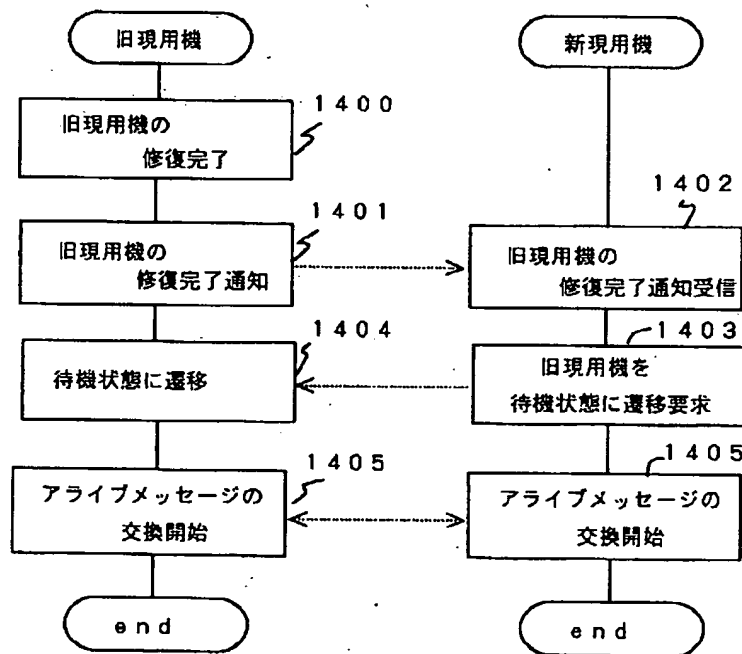 旧現用機
新現用機
旧現用機の
修復完了
1400
旧現用機の
修復完了通知
1401
旧現用機の
修復完了通知受信
1402
待機状態に遷移
1404
旧現用機を
待機状態に遷移要求
1403
アライブメッセージの
交換開始
1405
アライブメッセージの
交換開始
1405
end
end